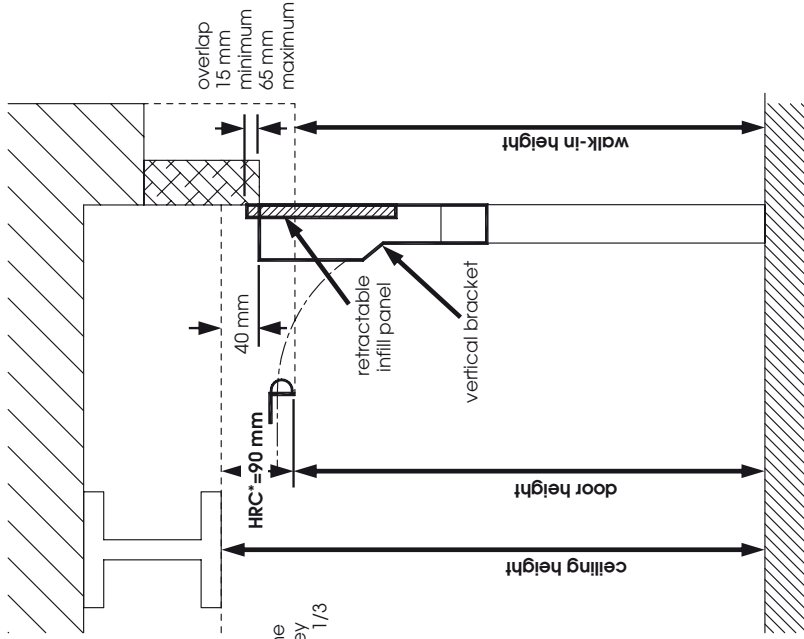 overlap
15 mm
minimum
65 mm
maximum
walk-in height
40 mm
retractable
infill panel
vertical bracket
HRC*=90 mm
door height
ceiling height
1/3